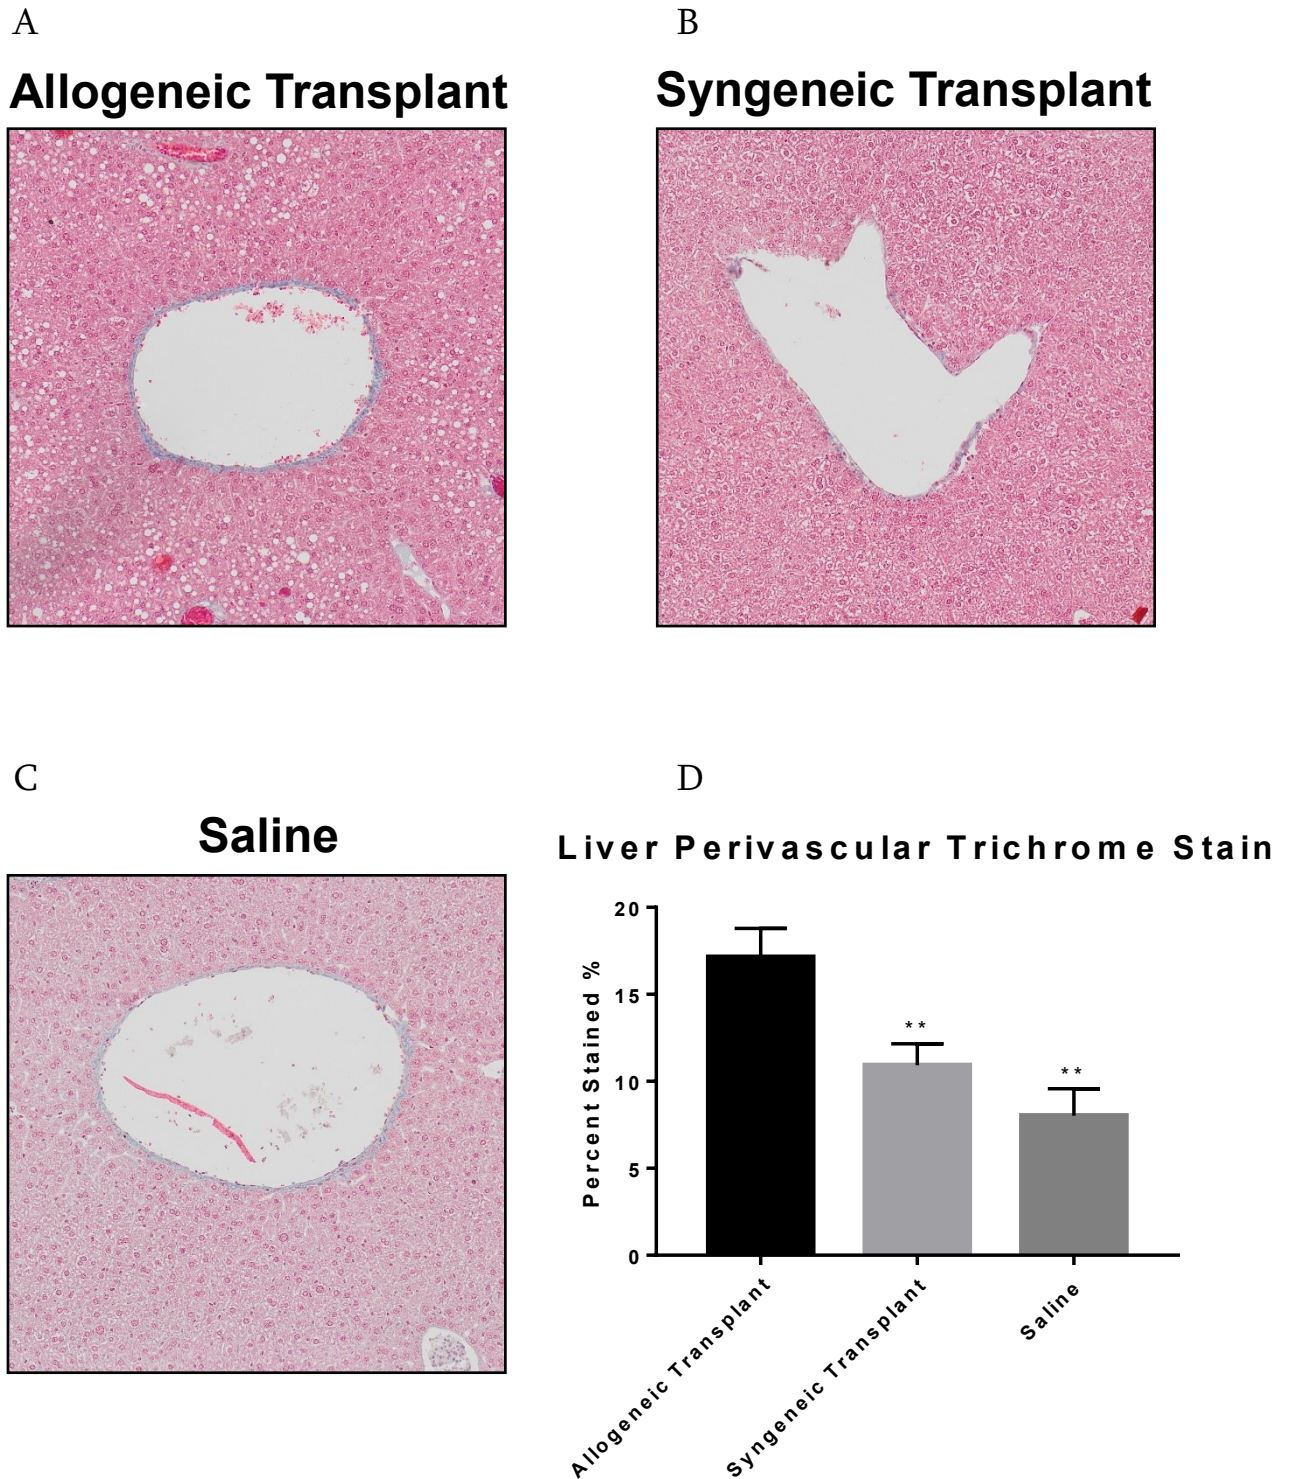 A
B
Allogeneic Transplant
Syngeneic Transplant
C
D
Saline
Liver Perivascular Trichrome Stain
Percent Stained %
20
15
10
5
0
**
**
Allogeneic Transplant
Syngeneic Transplant
Saline